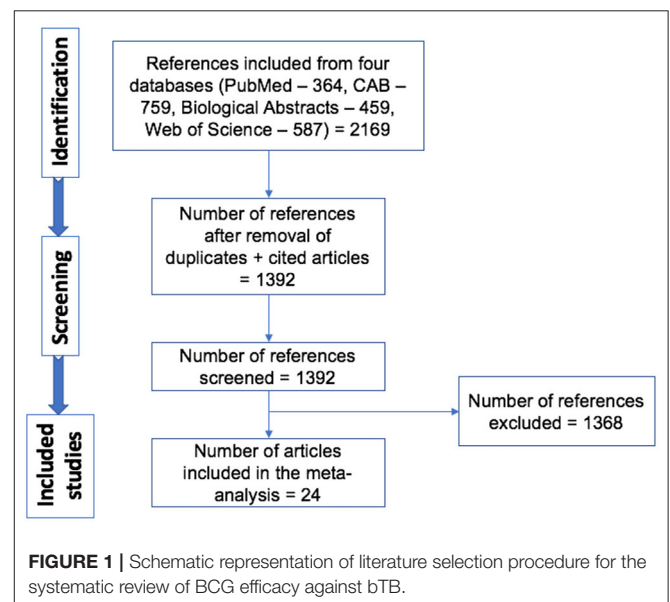 Identification
References included from four
databases (PubMed – 364, CAB –
759, Biological Abstracts – 459,
Web of Science – 587) = 2169
Number of references
after removal of
duplicates + cited articles
= 1392
Screening
Number of references
screened = 1392
Number of references
excluded = 1368
Included
studies
Number of articles
included in the meta-
analysis = 24
FIGURE 1 | Schematic representation of literature selection procedure for the
systematic review of BCG efficacy against bTB.